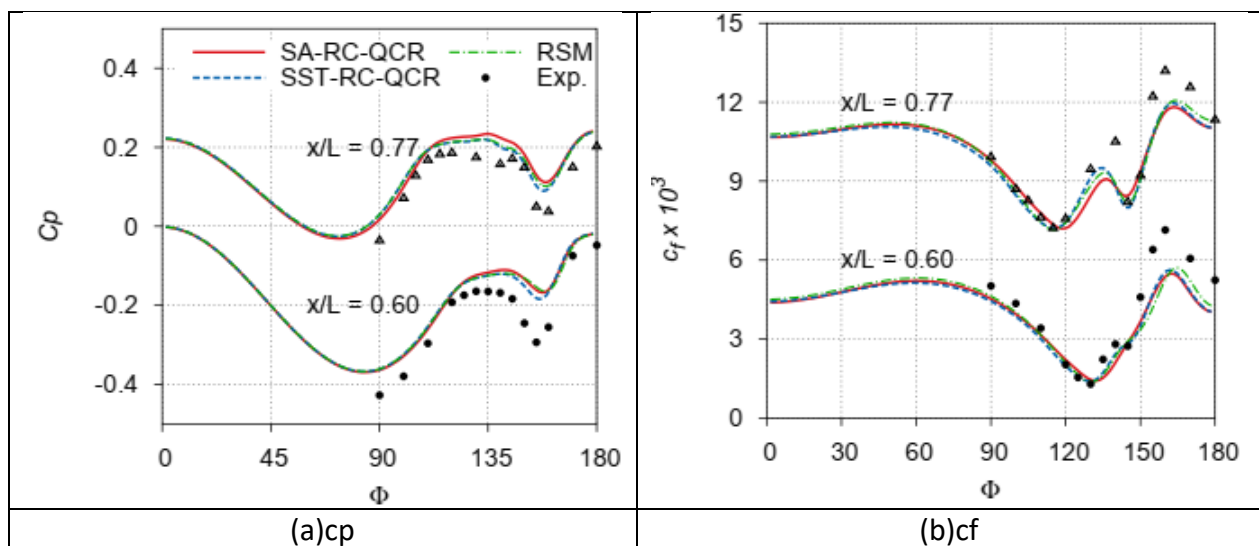 0.4
0.2
0
-0.2
-0.4
Cp
SA-RC-QCR
RSM
SST-RC-QCR
Exp.
x/L = 0.77
x/L = 0.60
0 45 90 135 180
Φ
(a)cp
15
12
9
6
3
0
c_f x 10³
x/L = 0.77
x/L = 0.60
0 30 60 90 120 150 180
Φ
(b)cf